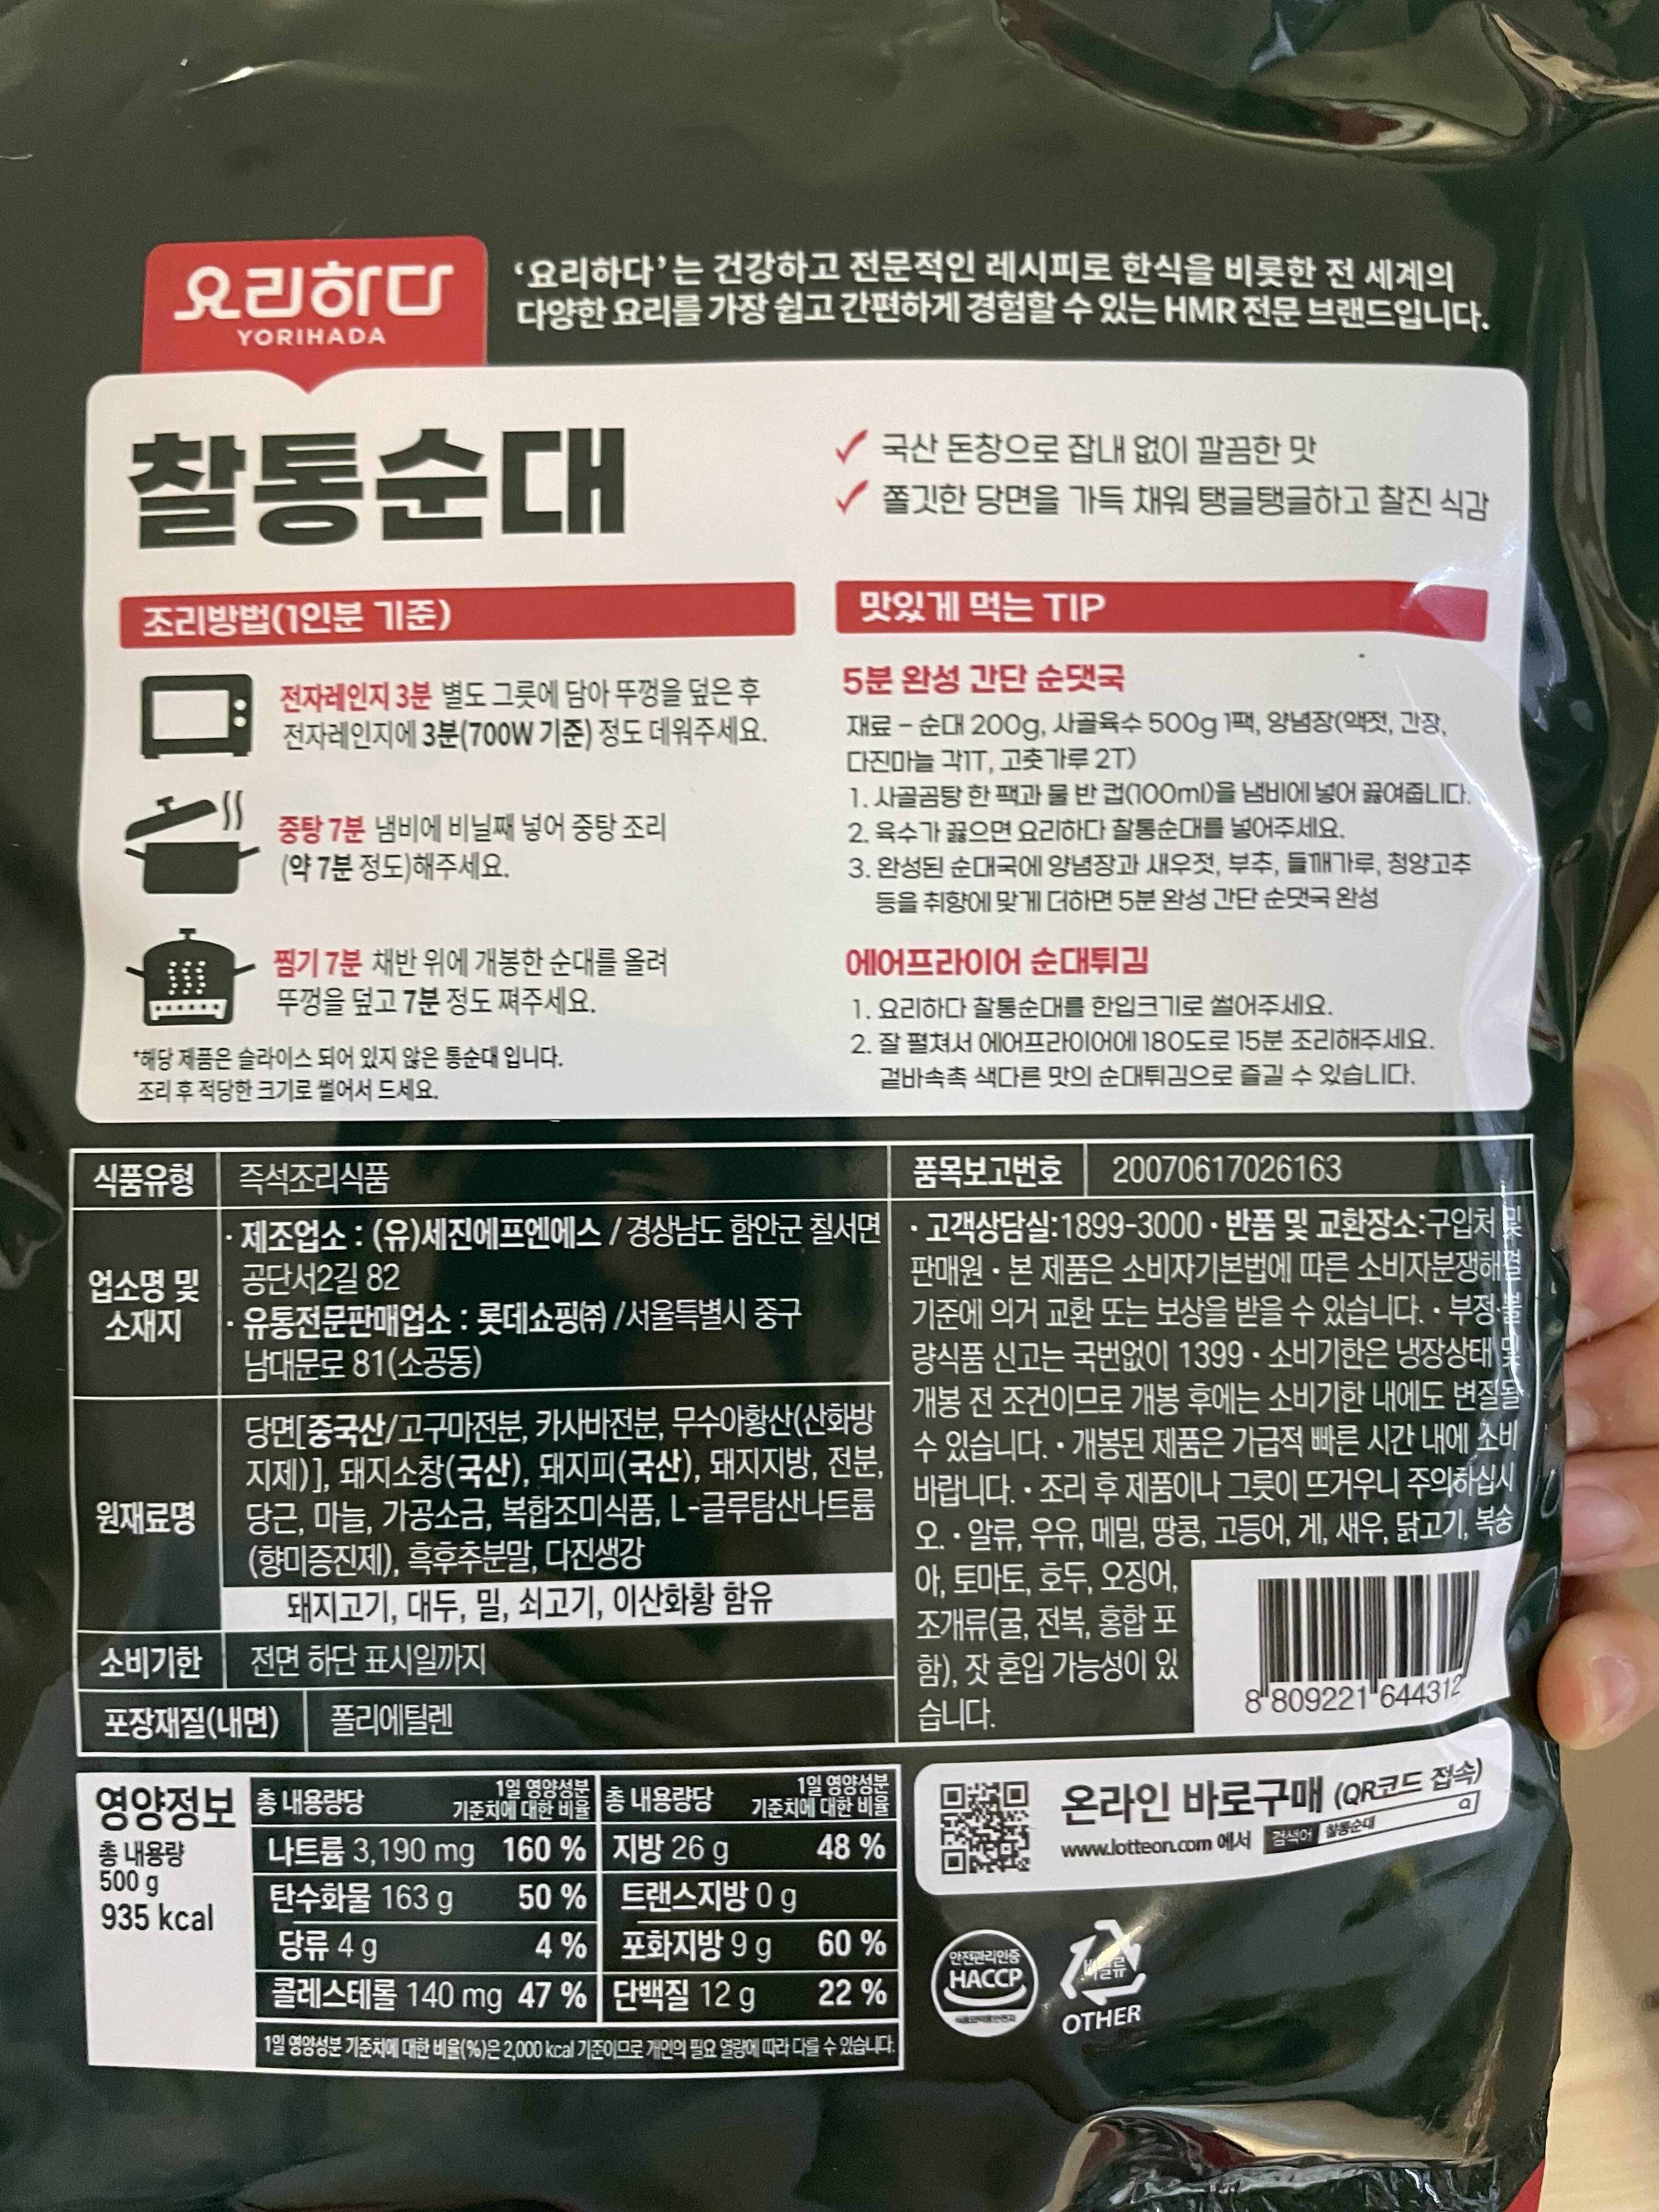 요리하다
YORIHADA
‘요리하다’는 건강하고 전문적인 레시피로 한식을 비롯한 전 세계의
다양한 요리를 가장 쉽고 간편하게 경험할 수 있는 HMR 전문 브랜드입니다.
찰통순대
국산 돈창으로 잡내 없이 깔끔한 맛
쫄깃한 당면을 가득 채워 탱글탱글하고 찰진 식감
조리방법(1인분 기준)
전자레인지 3분 별도 그릇에 담아 뚜껑을 덮은 후
전자레인지에 3분(700W 기준) 정도 데워주세요.
중탕 7분 냄비에 비닐째 넣어 중탕 조리
(약 7분 정도)해주세요.
찜기 7분 채반 위에 개봉한 순대를 올려
뚜껑을 덮고 7분 정도 쪄주세요.
*해당 제품은 슬라이스 되어 있지 않은 통순대 입니다.
조리 후 적당한 크기로 썰어서 드세요.
맛있게 먹는 TIP
5분 완성 간단 순댓국
재료 – 순대 200g, 사골육수 500g 1팩, 양념장(액젓, 간장,
다진마늘 각1T, 고춧가루 2T)
1. 사골곰탕 한 팩과 물 반 컵(100ml)을 냄비에 넣어 끓여줍니다.
2. 육수가 끓으면 요리하다 찰통순대를 넣어주세요.
3. 완성된 순대국에 양념장과 새우젓, 부추, 들깨가루, 청양고추
등을 취향에 맞게 더하면 5분 완성 간단 순댓국 완성
에어프라이어 순대튀김
1. 요리하다 찰통순대를 한입크기로 썰어주세요.
2. 잘 펼쳐서 에어프라이어에 180도로 15분 조리해주세요.
겉바속촉 색다른 맛의 순대튀김으로 즐길 수 있습니다.
식품유형 즉석조리식품
업소명 및
소재지
· 제조업소 : (유)세진에프엔에스 / 경상남도 함안군 칠서면
공단서2길 82
· 유통전문판매업소 : 롯데쇼핑㈜ /서울특별시 중구
남대문로 81(소공동)
원재료명
당면[중국산/고구마전분, 카사바전분, 무수아황산(산화방
지제)], 돼지소창(국산), 돼지피(국산), 돼지지방, 전분,
당근, 마늘, 가공소금, 복합조미식품, L-글루탐산나트륨
(향미증진제), 흑후추분말, 다진생강
돼지고기, 대두, 밀, 쇠고기, 이산화황 함유
소비기한 전면 하단 표시일까지
포장재질(내면) 폴리에틸렌
품목보고번호 20070617026163
· 고객상담실:1899-3000 · 반품 및 교환장소:구입처 및
판매원 · 본 제품은 소비자기본법에 따른 소비자분쟁해결
기준에 의거 교환 또는 보상을 받을 수 있습니다. · 부정·불
량식품 신고는 국번없이 1399 · 소비기한은 냉장상태 및
개봉 전 조건이므로 개봉 후에는 소비기한 내에도 변질될
수 있습니다. · 개봉된 제품은 가급적 빠른 시간 내에 소비
바랍니다. · 조리 후 제품이나 그릇이 뜨거우니 주의하십시
오. · 알류, 우유, 메밀, 땅콩, 고등어, 게, 새우, 닭고기, 복숭
아, 토마토, 호두, 오징어,
조개류(굴, 전복, 홍합 포
함), 잣 혼입 가능성이 있
습니다.
8 809221 644312
영양정보
총 내용량
500 g
935 kcal
총 내용량당 1일 영양성분
기준치에 대한 비율
나트륨 3,190 mg 160 %
탄수화물 163 g 50 %
당류 4 g 4 %
콜레스테롤 140 mg 47 %
총 내용량당 1일 영양성분
기준치에 대한 비율
지방 26 g 48 %
트랜스지방 0 g
포화지방 9 g 60 %
단백질 12 g 22 %
1일 영양성분 기준치에 대한 비율(%)은 2,000 kcal 기준이므로 개인의 필요 열량에 따라 다를 수 있습니다.
온라인 바로구매 (QR코드 접속)
www.lotteon.com 에서 검색어 찰통순대
안전관리인증
HACCP
비닐류
OTHER